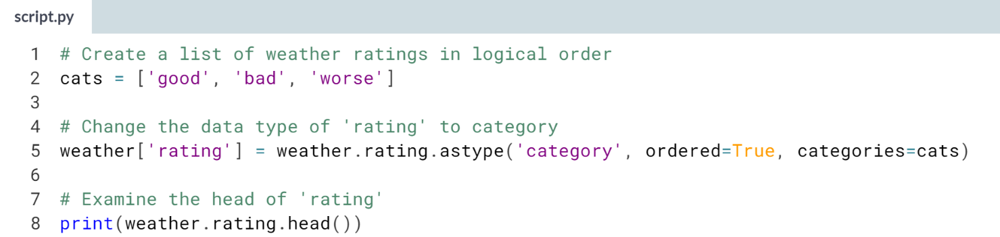 script.py
1 # Create a list of weather ratings in logical order
2 cats = ['good', 'bad', 'worse']
3
4 # Change the data type of 'rating' to category
5 weather['rating'] = weather.rating.astype('category', ordered=True, categories=cats)
6
7 # Examine the head of 'rating'
8 print(weather.rating.head())